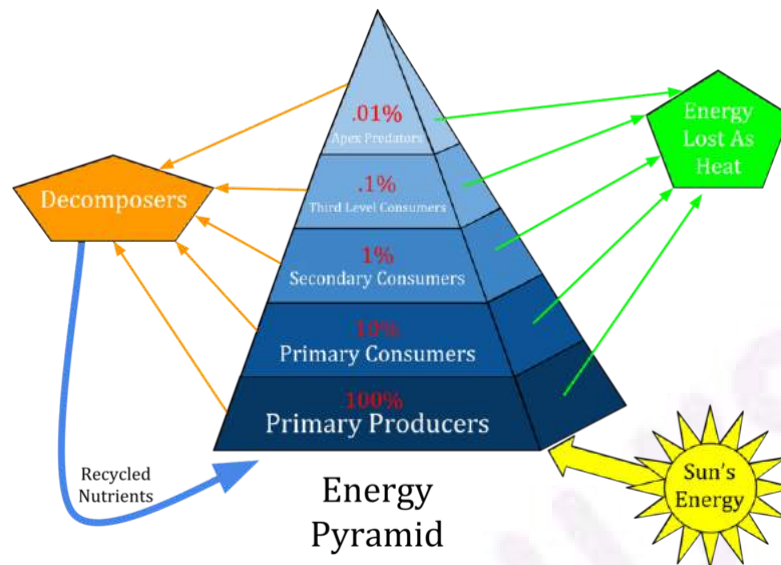 .01%
Apex Predators
.1%
Third Level Consumers
1%
Secondary Consumers
10%
Primary Consumers
100%
Primary Producers
Decomposers
Energy
Lost As
Heat
Recycled
Nutrients
Sun's
Energy
Energy
Pyramid